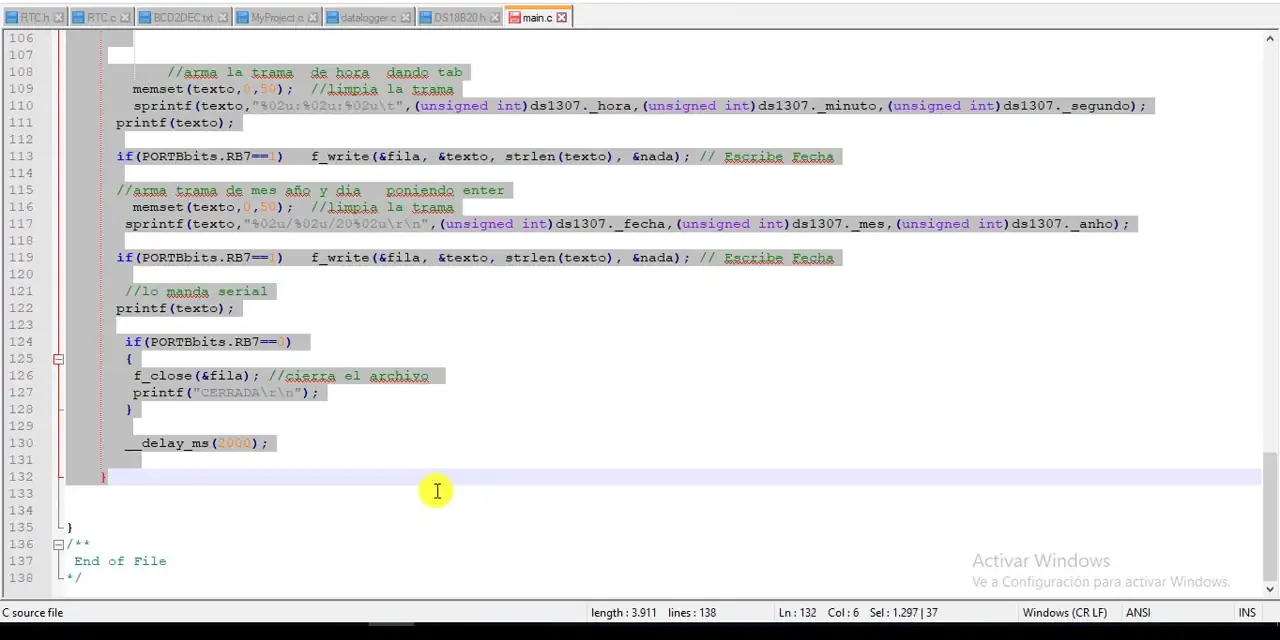 RTC.h RTC.c BCD2DEC.txt MyProject.c datalogger.c DS18B20.h main.c
106
107
108 //arma la trama de hora dando tab
109 memset(texto,0,50); //limpia la trama
110 sprintf(texto,"%02u:%02u:%02u\t",(unsigned int)ds1307._hora,(unsigned int)ds1307._minuto,(unsigned int)ds1307._segundo);
111 printf(texto);
112
113 if(PORTBbits.RB7==1) f_write(&fila, &texto, strlen(texto), &nada); // Escribe Fecha
114
115 //arma trama de mes año y dia poniendo enter
116 memset(texto,0,50); //limpia la trama
117 sprintf(texto,"%02u/%02u/20%02u\r\n",(unsigned int)ds1307._fecha,(unsigned int)ds1307._mes,(unsigned int)ds1307._anho);
118
119 if(PORTBbits.RB7==1) f_write(&fila, &texto, strlen(texto), &nada); // Escribe Fecha
120
121 //lo manda serial
122 printf(texto);
123
124 if(PORTBbits.RB7==0)
125 {
126 f_close(&fila); //cierra el archivo
127 printf("CERRADA\r\n");
128 }
129
130 __delay_ms(2000);
131
132 }
133
134
135 }
136 /**
137 End of File
138 */
Activar Windows
Ve a Configuración para activar Windows.
C source file length : 3.911 lines : 138 Ln : 132 Col : 6 Sel : 1.297 | 37 Windows (CR LF) ANSI INS